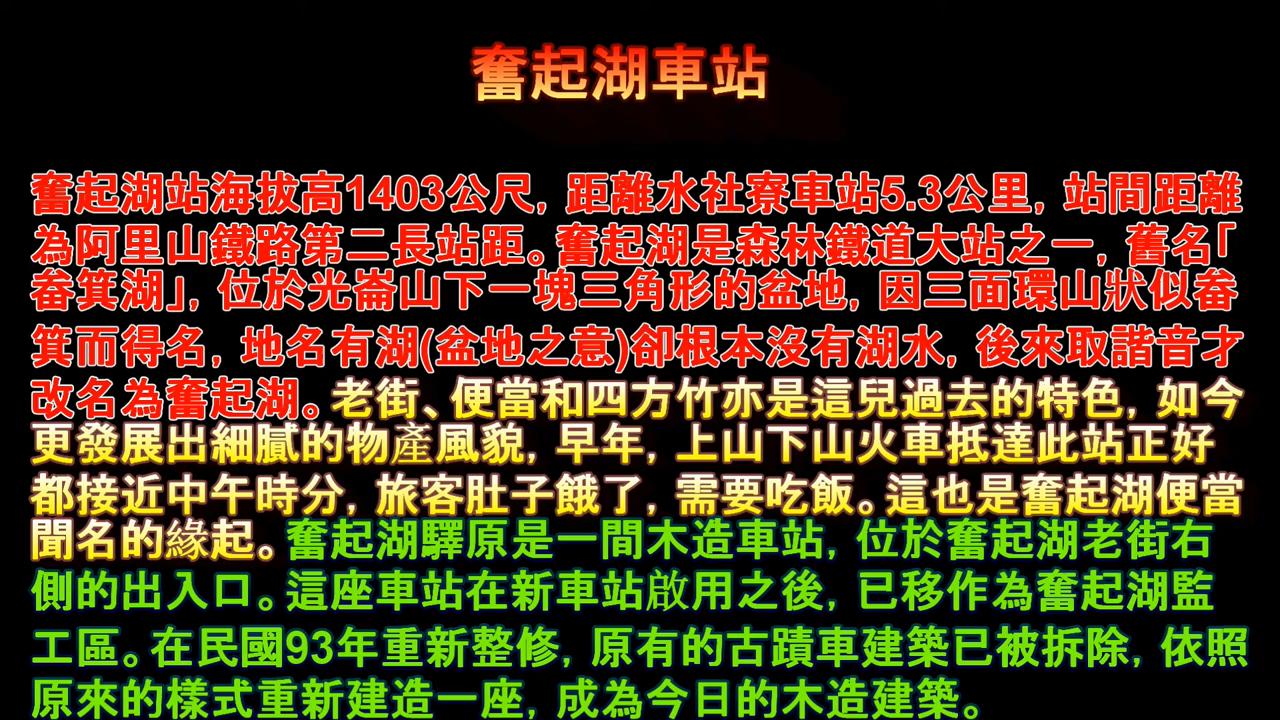 奮起湖車站
奮起湖站海拔高1403公尺，距離水社寮車站5.3公里，站間距離
為阿里山鐵路第二長站距。奮起湖是森林鐵道大站之一，舊名「
畚箕湖」，位於光崙山下一塊三角形的盆地，因三面環山狀似畚
箕而得名，地名有湖(盆地之意)卻根本沒有湖水，後來取諧音才
改名為奮起湖。老街、便當和四方竹亦是這兒過去的特色，如今
更發展出細膩的物產風貌，早年，上山下山火車抵達此站正好
都接近中午時分，旅客肚子餓了，需要吃飯。這也是奮起湖便當
聞名的緣起。奮起湖驛原是一間木造車站，位於奮起湖老街右
側的出入口。這座車站在新車站啟用之後，已移作為奮起湖監
工區。在民國93年重新整修，原有的古蹟車建築已被拆除，依照
原來的樣式重新建造一座，成為今日的木造建築。